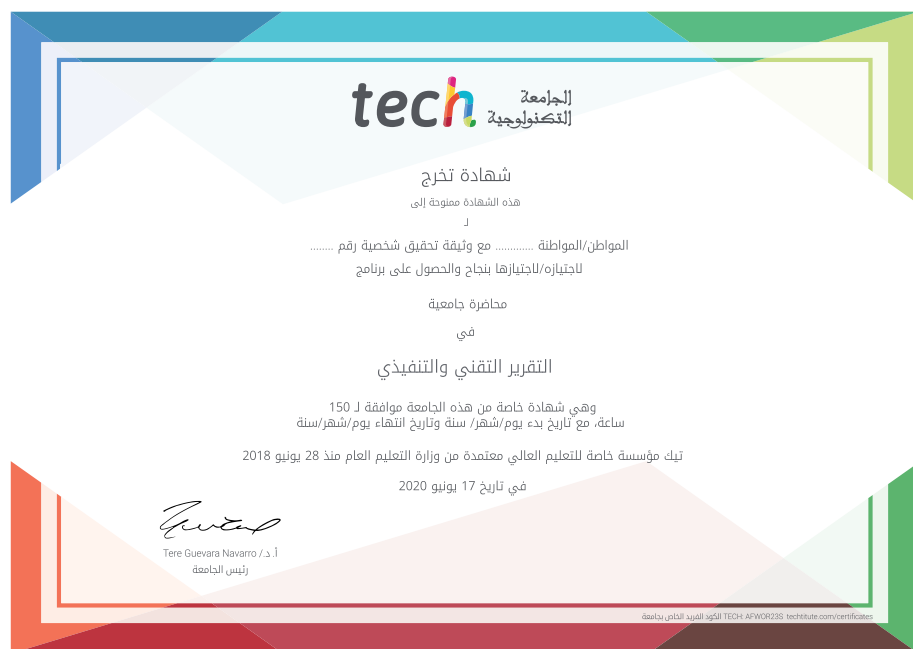 tech الجامعة
التكنولوجية
شهادة تخرج
هذه الشهادة ممنوحة إلى
لـ
المواطن/المواطنة ............. مع وثيقة تحقيق شخصية رقم ........
لاجتيازه/لاجتيازها بنجاح والحصول على برنامج
محاضرة جامعية
في
التقرير التقني والتنفيذي
وهي شهادة خاصة من هذه الجامعة موافقة لـ 150
ساعة، مع تاريخ بدء يوم/شهر/ سنة وتاريخ انتهاء يوم/شهر/سنة
تيك مؤسسة خاصة للتعليم العالي معتمدة من وزارة التعليم العام منذ 28 يونيو 2018
في تاريخ 17 يونيو 2020
أ. د./ Tere Guevara Navarro
رئيس الجامعة
الكود الفريد الخاص بجامعة TECH: AFWOR23S techtitute.com/certificates